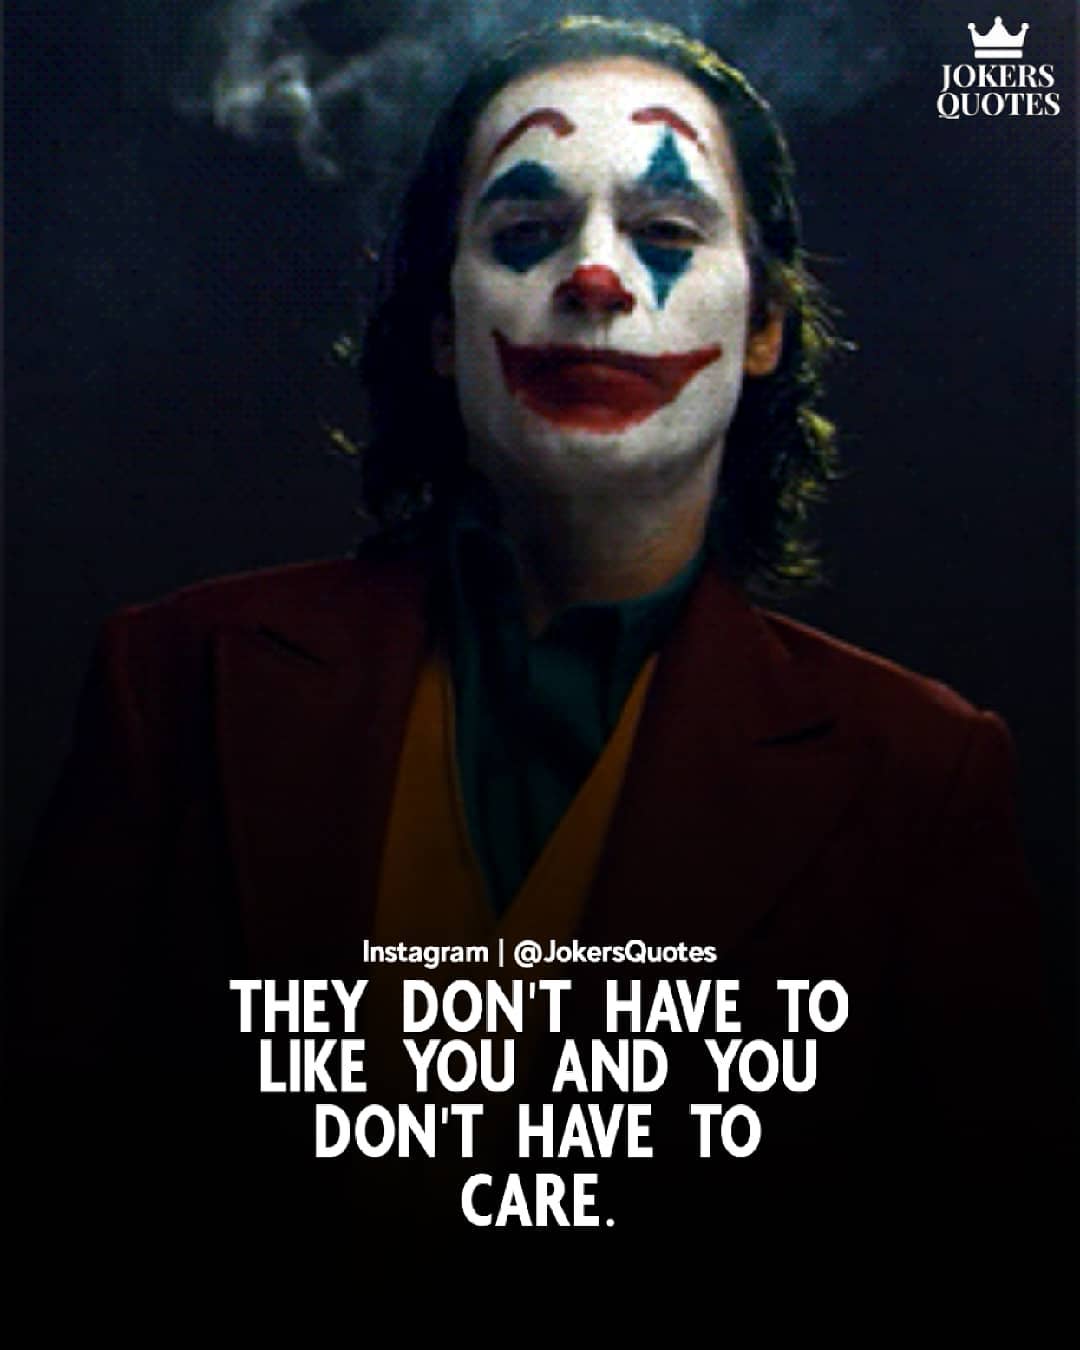 JOKERS
QUOTES
Instagram | @JokersQuotes
THEY DON'T HAVE TO
LIKE YOU AND YOU
DON'T HAVE TO
CARE.